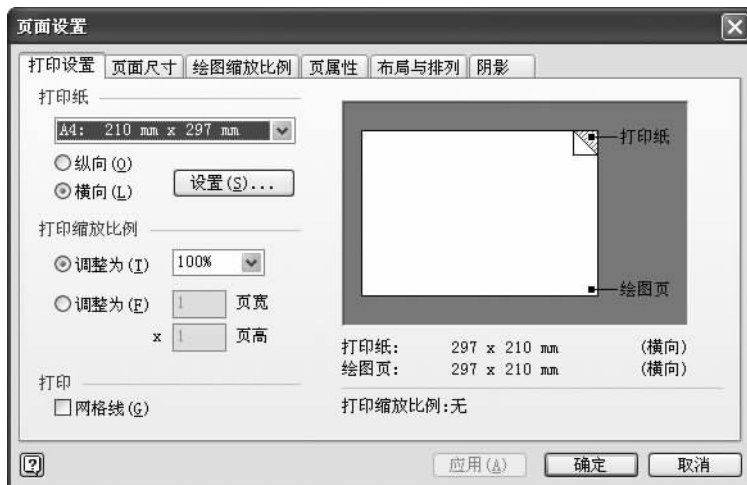 页面设置
打印设置 页面尺寸 绘图缩放比例 页属性 布局与排列 阴影
打印纸
A4: 210 mm x 297 mm
纵向(O)
横向(L)
设置(S)...
打印缩放比例
调整为(T) 100%
调整为(F) 1 页宽
x 1 页高
打印
网格线(G)
打印纸
绘图页
打印纸: 297 x 210 mm (横向)
绘图页: 297 x 210 mm (横向)
打印缩放比例:无
应用(A) 确定 取消